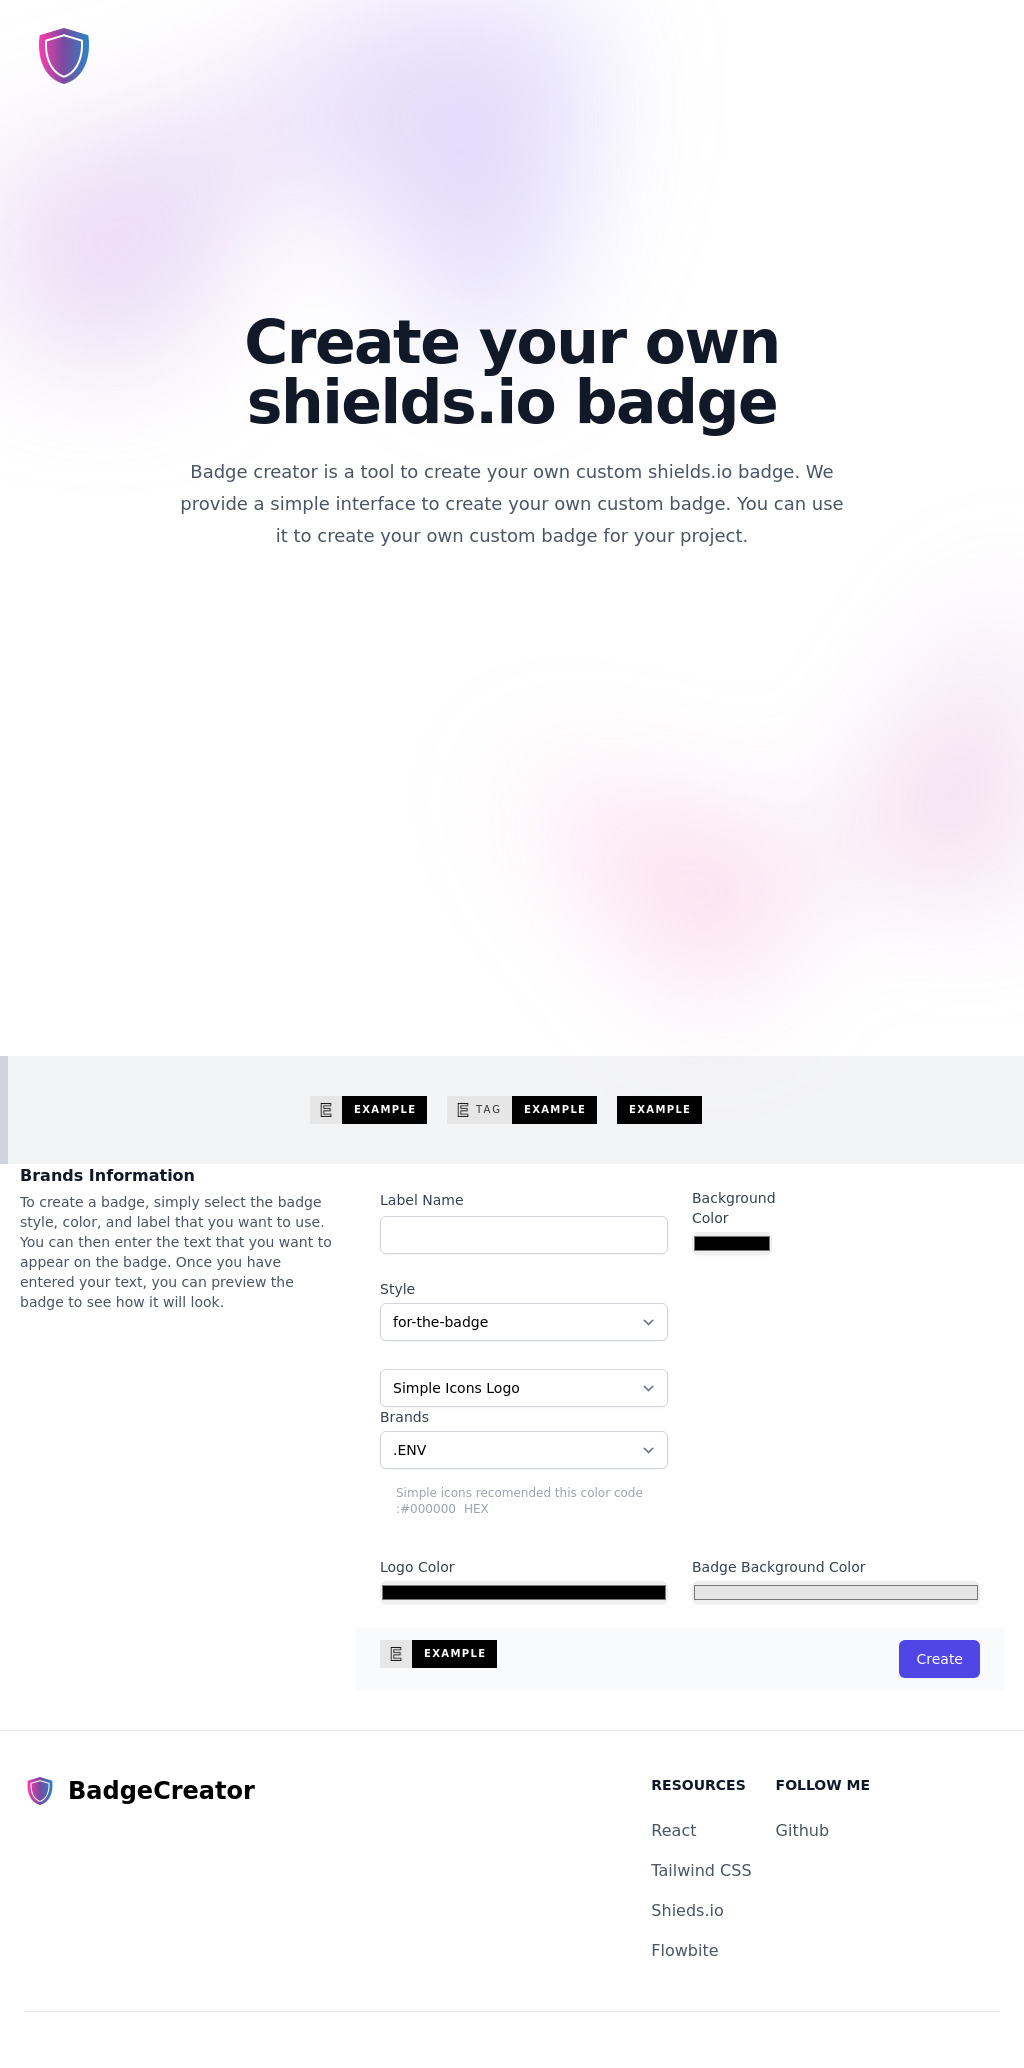 Create your own
shields.io badge
Badge creator is a tool to create your own custom shields.io badge. We
provide a simple interface to create your own custom badge. You can use
it to create your own custom badge for your project.
EXAMPLE
TAG EXAMPLE
EXAMPLE
Brands Information
To create a badge, simply select the badge
style, color, and label that you want to use.
You can then enter the text that you want to
appear on the badge. Once you have
entered your text, you can preview the
badge to see how it will look.
Label Name
Background
Color
Style
for-the-badge
Simple Icons Logo
Brands
.ENV
Simple icons recomended this color code
:#000000 HEX
Logo Color
Badge Background Color
EXAMPLE
Create
BadgeCreator
RESOURCES
React
Tailwind CSS
Shieds.io
Flowbite
FOLLOW ME
Github